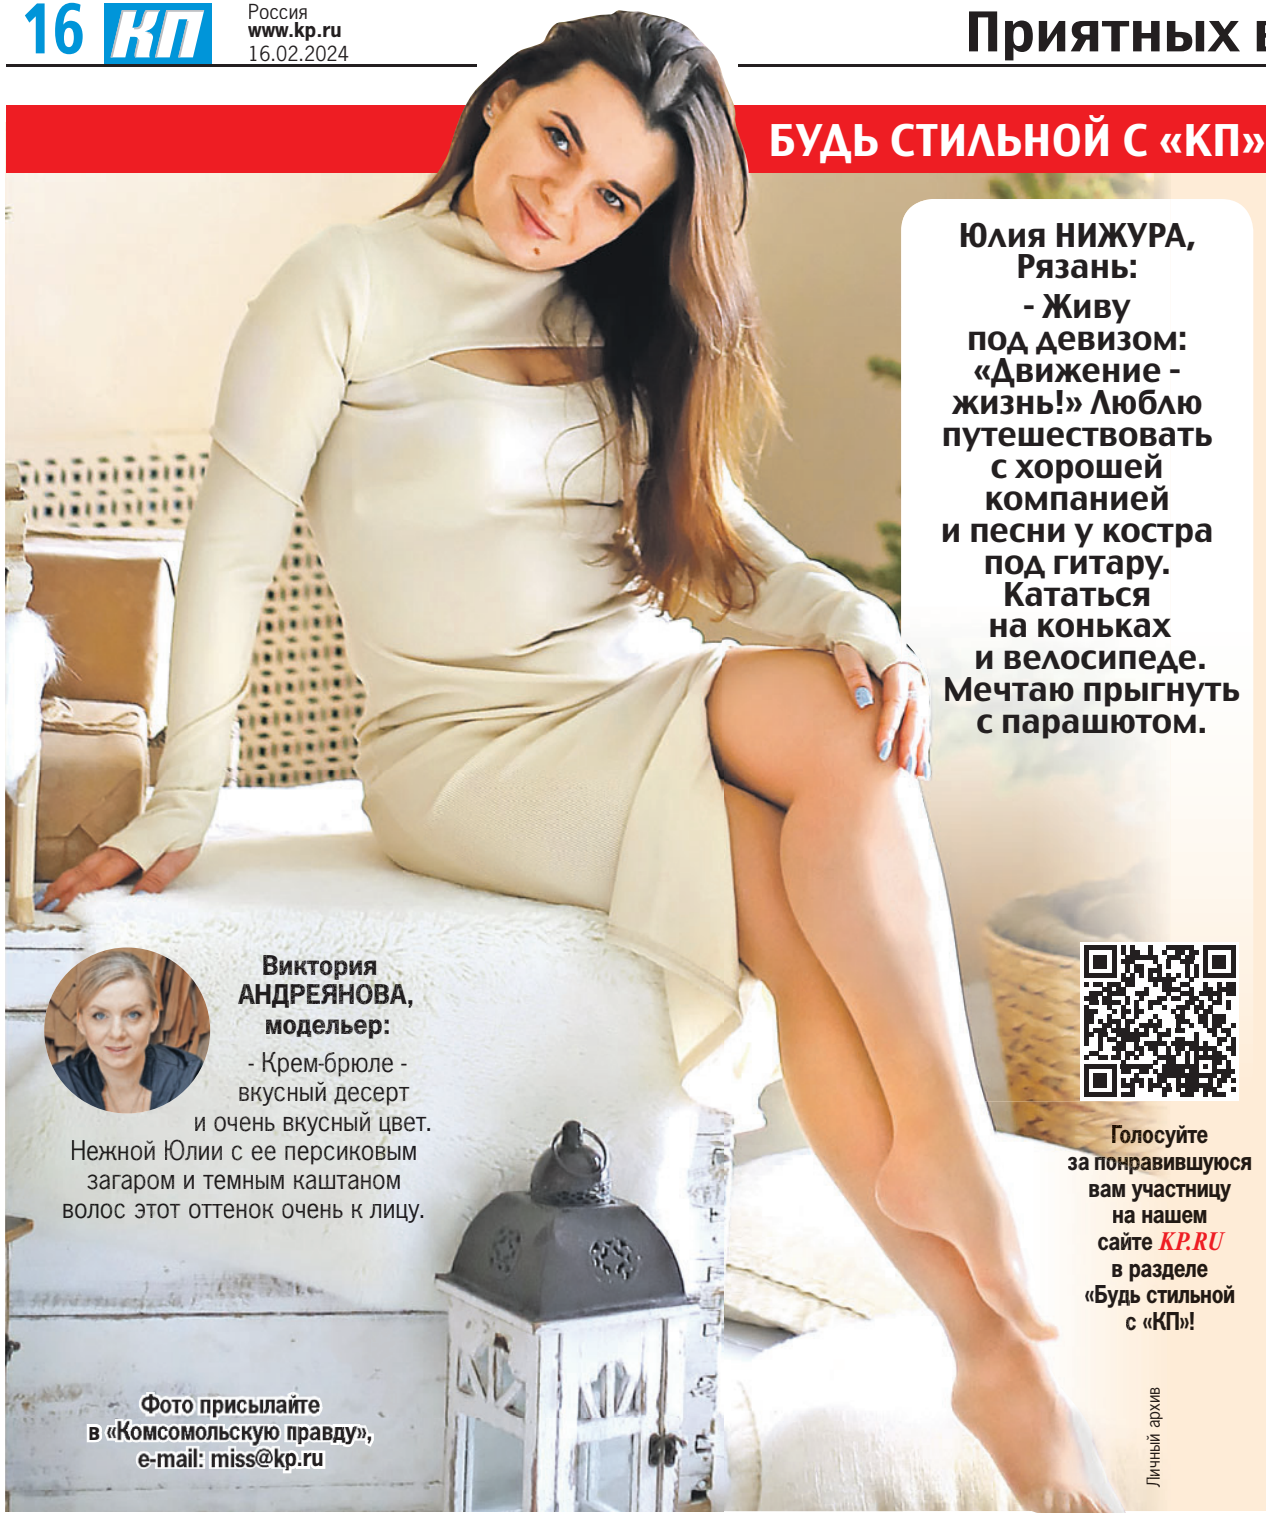 16 КП
Россия
www.kp.ru
16.02.2024
Приятных в
БУДЬ СТИЛЬНОЙ С «КП»
Юлия НИЖУРА,
Рязань:
- Живу
под девизом:
«Движение -
жизнь!» Люблю
путешествовать
с хорошей
компанией
и песни у костра
под гитару.
Кататься
на коньках
и велосипеде.
Мечтаю прыгнуть
с парашютом.
Виктория
АНДРЕЯНОВА,
модельер:
- Крем-брюле -
вкусный десерт
и очень вкусный цвет.
Нежной Юлии с ее персиковым
загаром и темным каштаном
волос этот оттенок очень к лицу.
Голосуйте
за понравившуюся
вам участницу
на нашем
сайте KP.RU
в разделе
«Будь стильной
с «КП»!
Фото присылайте
в «Комсомольскую правду»,
e-mail: miss@kp.ru
Личный архив